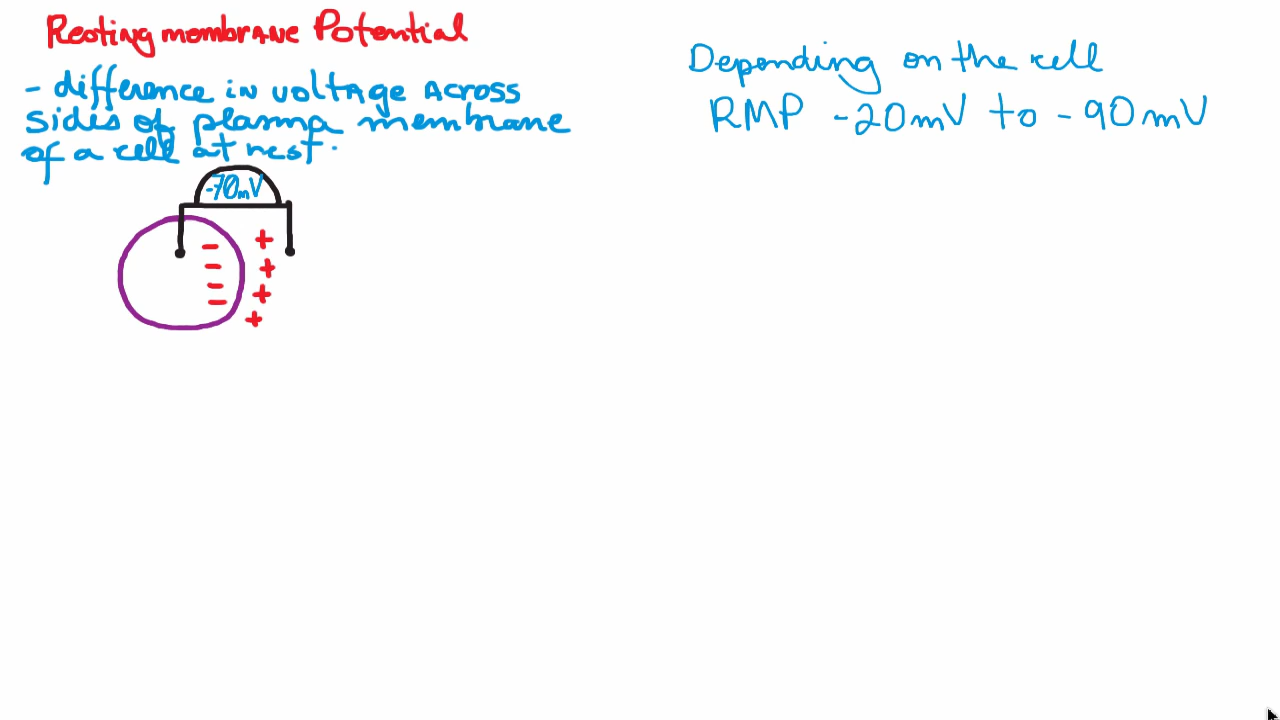 Resting membrane Potential
- difference in voltage across
sides of plasma membrane
of a cell at rest.
-70mV
- +
- +
- +
- +
+
Depending on the cell
RMP -20mV to -90mV